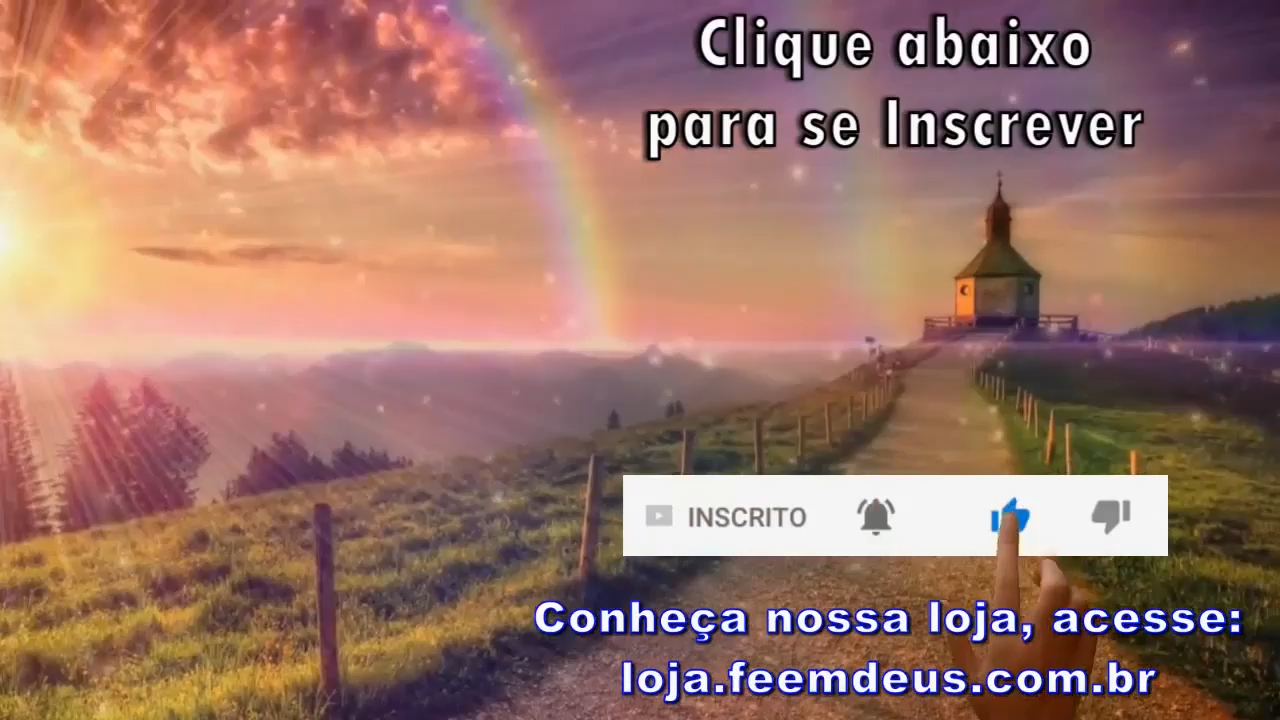 Clique abaixo
para se Inscrever
INSCRITO
Conheça nossa loja, acesse:
loja.feemdeus.com.br